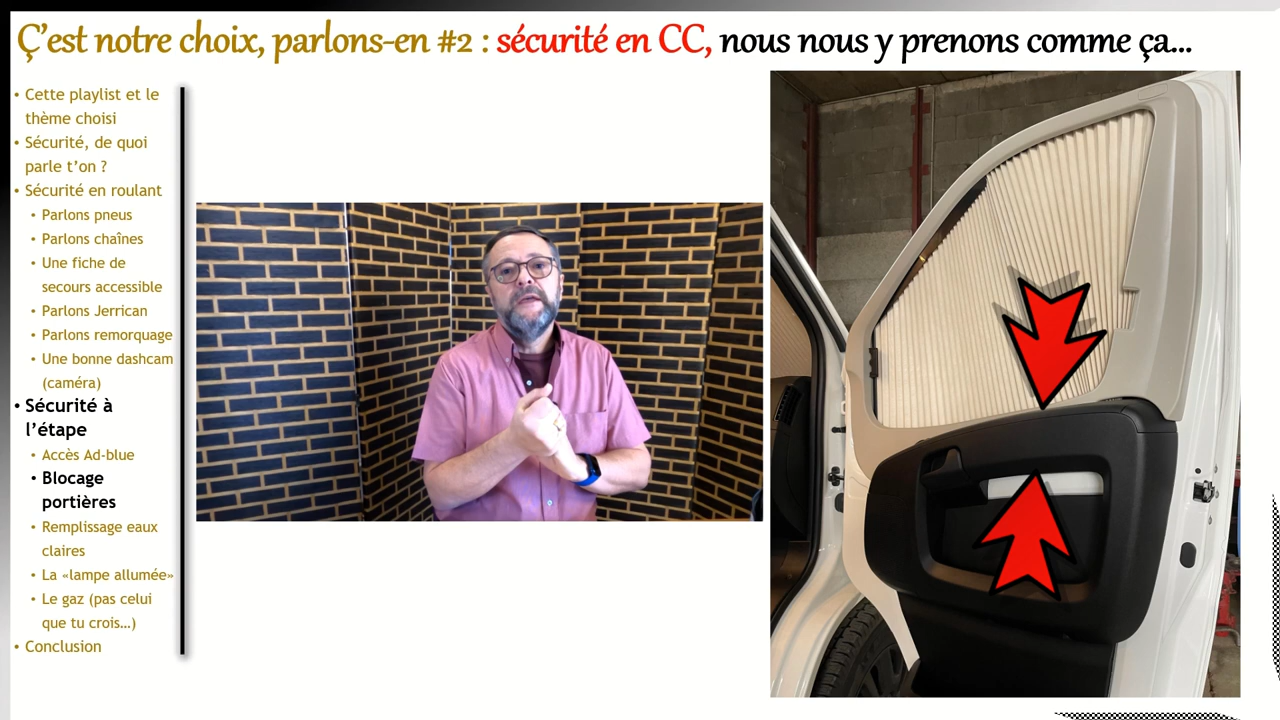 Ç’est notre choix, parlons-en #2 : sécurité en CC, nous nous y prenons comme ça...
• Cette playlist et le
thème choisi
• Sécurité, de quoi
parle t’on ?
• Sécurité en roulant
• Parlons pneus
• Parlons chaînes
• Une fiche de
secours accessible
• Parlons Jerrican
• Parlons remorquage
• Une bonne dashcam
(caméra)
• Sécurité à
l’étape
• Accès Ad-blue
• Blocage
portières
• Remplissage eaux
claires
• La «lampe allumée»
• Le gaz (pas celui
que tu crois…)
• Conclusion